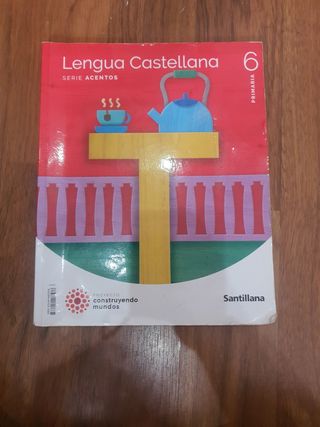 Lengua Castellana
SERIE ACENTOS
6
PRIMARIA
PROYECTO
construyendo
mundos
Santillana